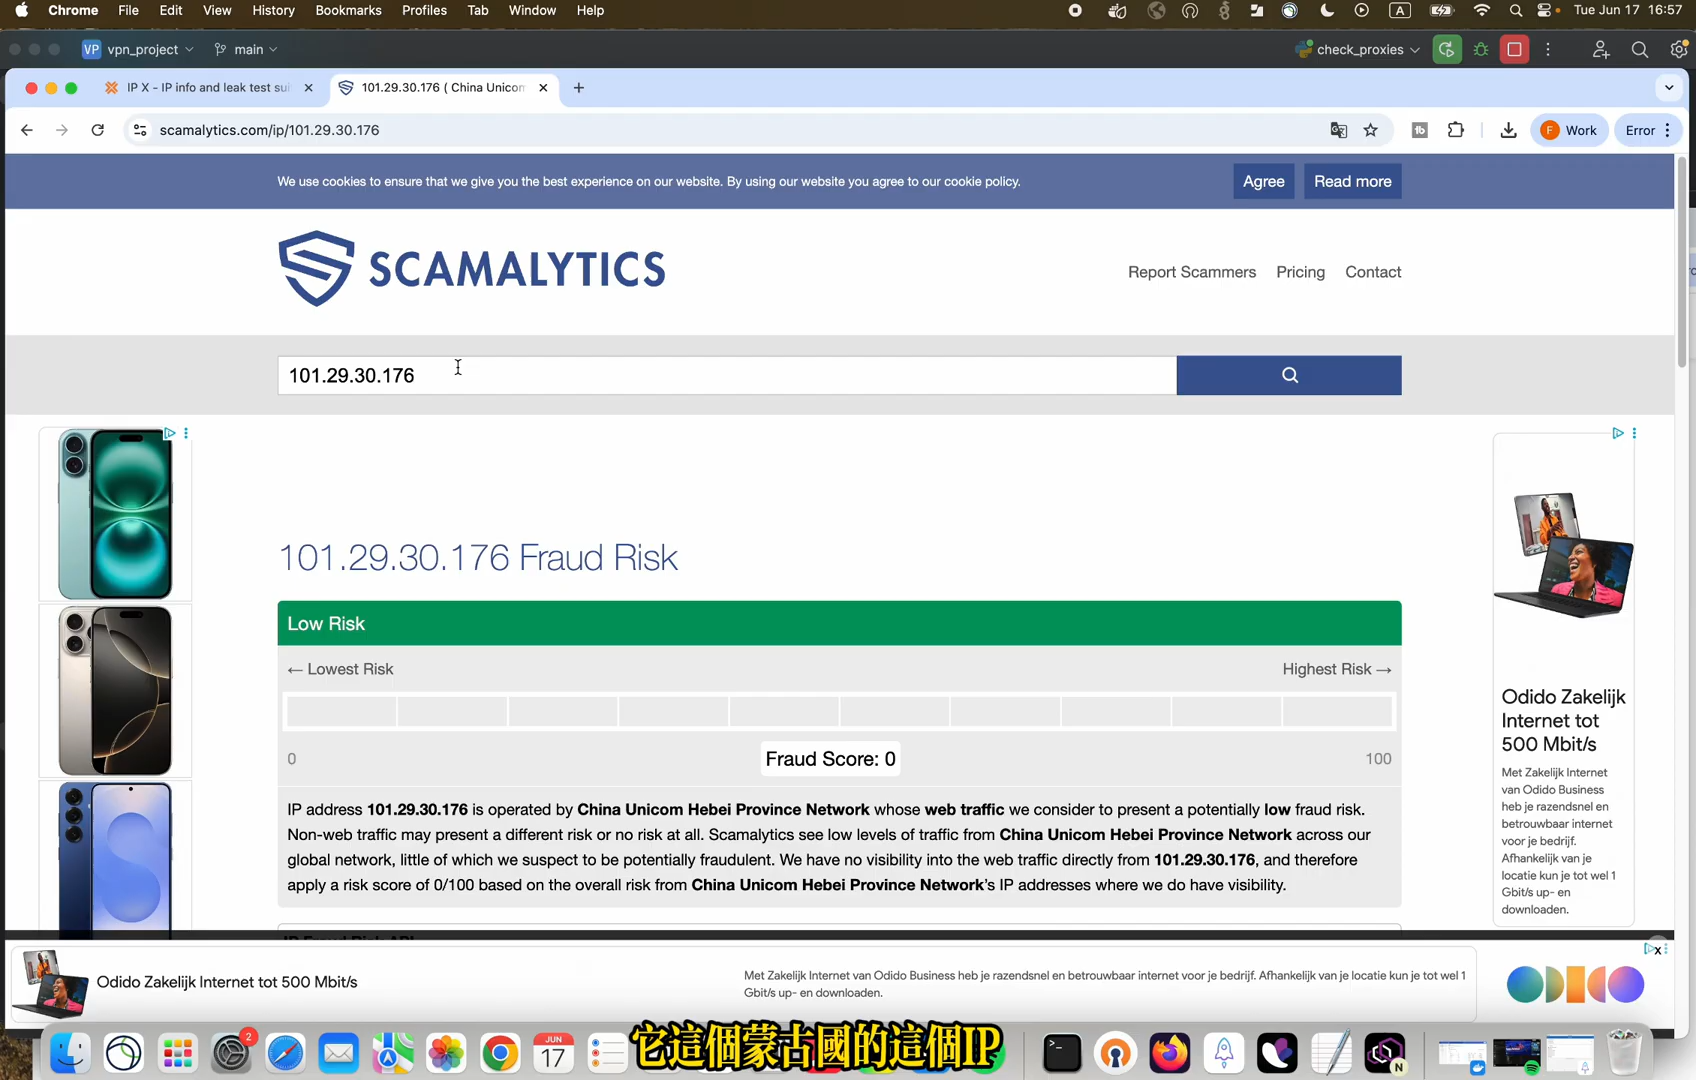 Chrome File Edit View History Bookmarks Profiles Tab Window Help A Tue Jun 17 16:57
VP vpn_project main check_proxies
IP X - IP info and leak test sui 101.29.30.176 ( China Unicom
scamalytics.com/ip/101.29.30.176 F Work Error
We use cookies to ensure that we give you the best experience on our website. By using our website you agree to our cookie policy. Agree Read more
SCAMALYTICS
Report Scammers Pricing Contact
101.29.30.176
101.29.30.176 Fraud Risk
Low Risk
← Lowest Risk Highest Risk →
0 Fraud Score: 0 100
IP address 101.29.30.176 is operated by China Unicom Hebei Province Network whose web traffic we consider to present a potentially low fraud risk.
Non-web traffic may present a different risk or no risk at all. Scamalytics see low levels of traffic from China Unicom Hebei Province Network across our
global network, little of which we suspect to be potentially fraudulent. We have no visibility into the web traffic directly from 101.29.30.176, and therefore
apply a risk score of 0/100 based on the overall risk from China Unicom Hebei Province Network's IP addresses where we do have visibility.
Odido Zakelijk
Internet tot
500 Mbit/s
Met Zakelijk Internet
van Odido Business
heb je razendsnel en
betrouwbaar internet
voor je bedrijf.
Afhankelijk van je
locatie kun je tot wel 1
Gbit/s up- en
downloaden.
IP Fraud Risk API
Odido Zakelijk Internet tot 500 Mbit/s
Met Zakelijk Internet van Odido Business heb je razendsnel en betrouwbaar internet voor je bedrijf. Afhankelijk van je locatie kun je tot wel 1
Gbit/s up- en downloaden.
2
JUN
17
它這個蒙古國的這個IP
N